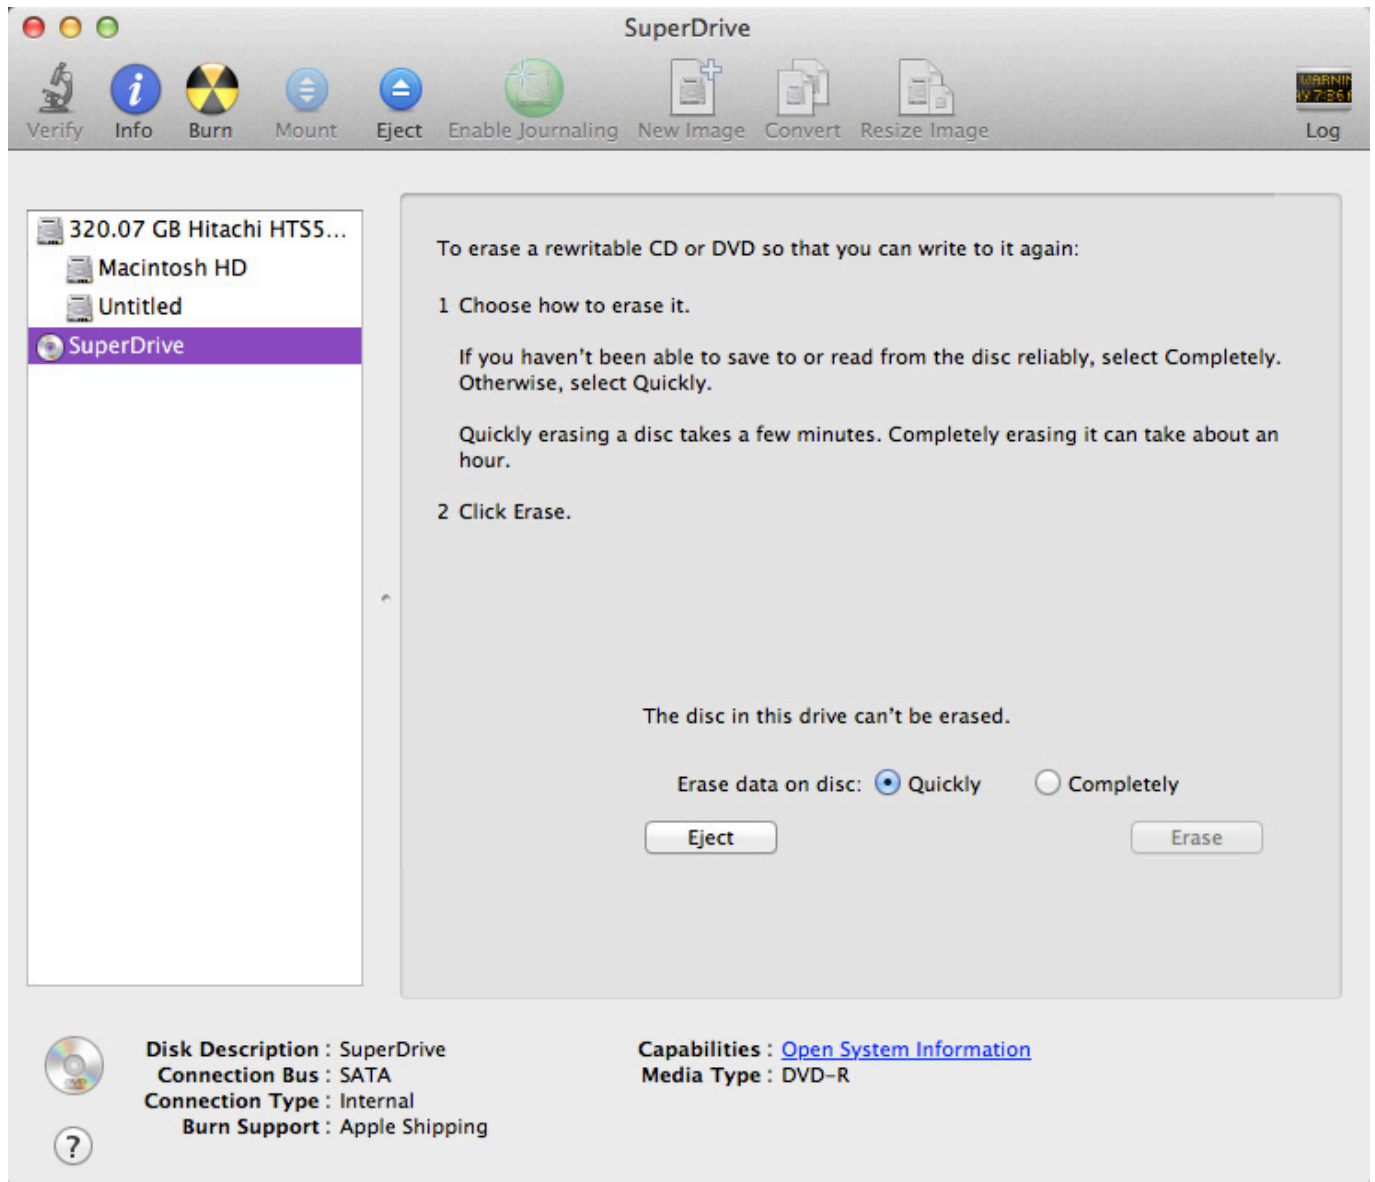 SuperDrive
Verify Info Burn Mount Eject Enable Journaling New Image Convert Resize Image Log
320.07 GB Hitachi HTS5...
Macintosh HD
Untitled
SuperDrive
To erase a rewritable CD or DVD so that you can write to it again:
1 Choose how to erase it.
If you haven't been able to save to or read from the disc reliably, select Completely.
Otherwise, select Quickly.
Quickly erasing a disc takes a few minutes. Completely erasing it can take about an
hour.
2 Click Erase.
The disc in this drive can't be erased.
Erase data on disc: Quickly Completely
Eject Erase
Disk Description : SuperDrive
Connection Bus : SATA
Connection Type : Internal
Burn Support : Apple Shipping
Capabilities : Open System Information
Media Type : DVD-R
?